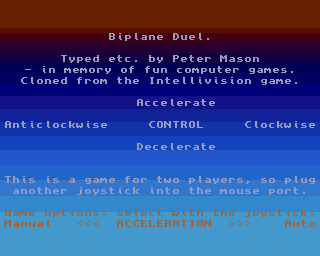 Biplane Duel.
Typed etc. by Peter Mason
- in memory of fun computer games.
Cloned from the Intellivision game.
Accelerate
Anticlockwise CONTROL Clockwise
Decelerate
This is a game for two players, so plug
another joystick into the mouse port.
Game options: select with the joystick:
Manual <<< ACCELERATION >>> Auto